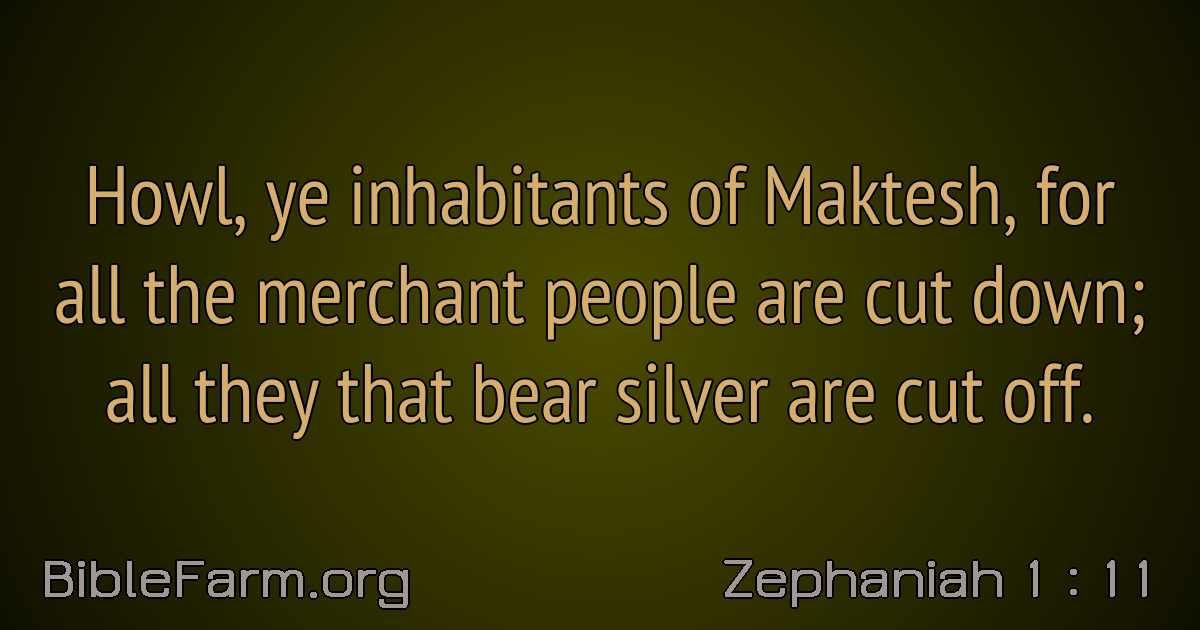 Howl, ye inhabitants of Maktesh, for
all the merchant people are cut down;
all they that bear silver are cut off.
BibleFarm.org
Zephaniah 1 : 11